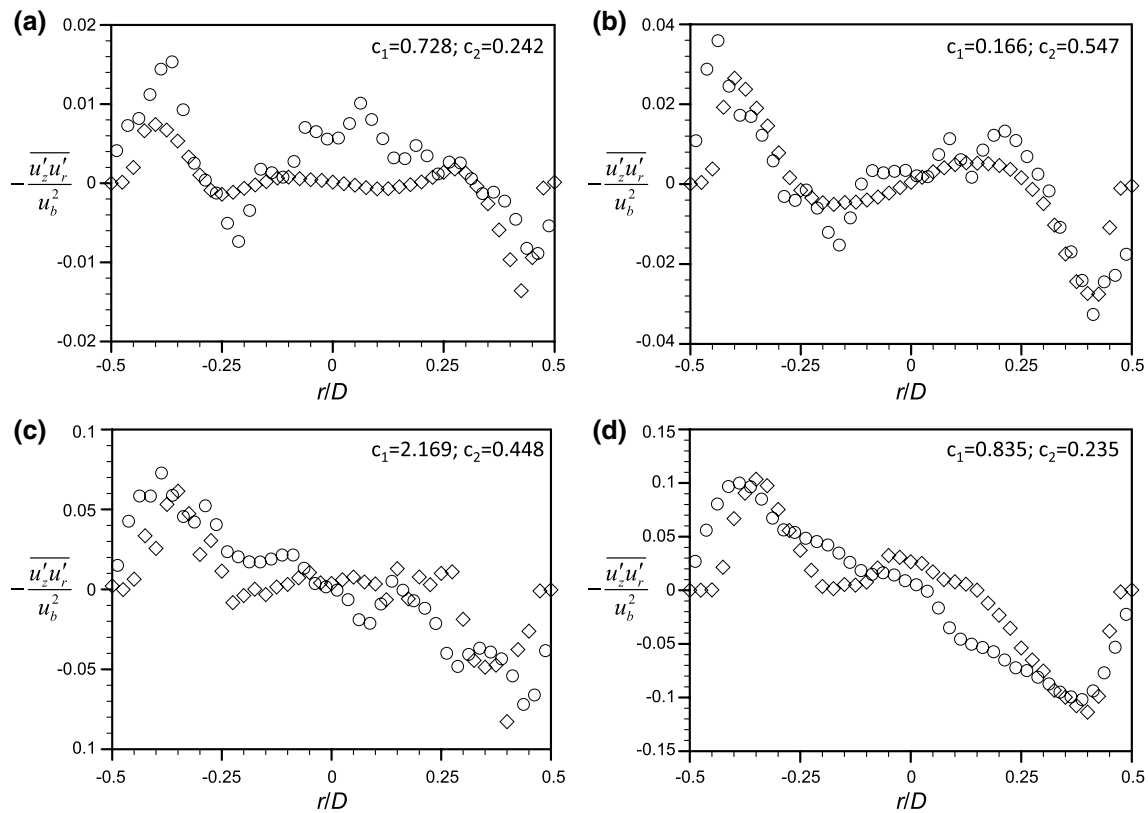 (a)
c₁=0.728; c₂=0.242
0.02
0.01
0
-0.01
-0.02
−u′zu′r/u²b
-0.5
-0.25
0
0.25
0.5
r/D
(b)
c₁=0.166; c₂=0.547
0.04
0.02
0
-0.02
-0.04
−u′zu′r/u²b
-0.5
-0.25
0
0.25
0.5
r/D
(c)
c₁=2.169; c₂=0.448
0.1
0.05
0
-0.05
0.1
−u′zu′r/u²b
-0.5
-0.25
0
0.25
0.5
r/D
(d)
c₁=0.835; c₂=0.235
0.15
0.1
0.05
0
-0.05
-0.1
-0.15
−u′zu′r/u²b
-0.5
-0.25
0
0.25
0.5
r/D